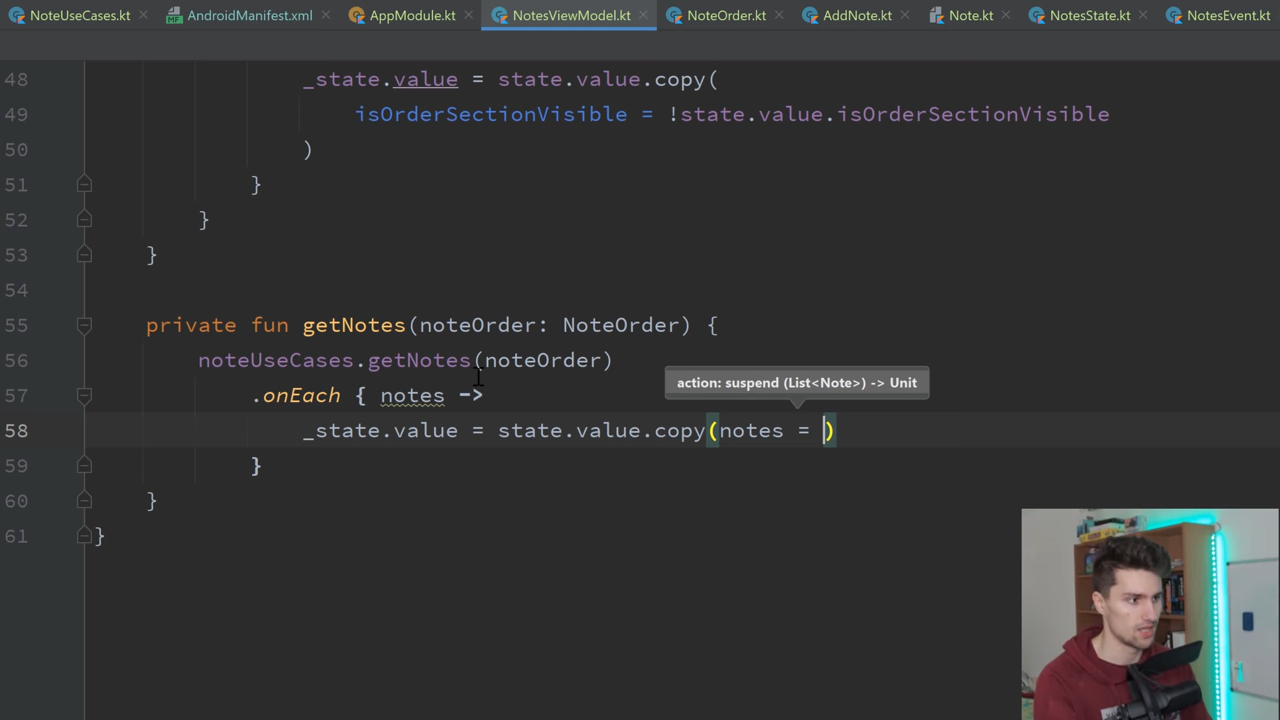 NoteUseCases.kt AndroidManifest.xml AppModule.kt NotesViewModel.kt NoteOrder.kt AddNote.kt Note.kt NotesState.kt NotesEvent.kt
48 _state.value = state.value.copy(
49 isOrderSectionVisible = !state.value.isOrderSectionVisible
50 )
51 }
52 }
53 }
54
55 private fun getNotes(noteOrder: NoteOrder) {
56 noteUseCases.getNotes(noteOrder)
action: suspend (List<Note>) -> Unit
57 .onEach { notes ->
58 _state.value = state.value.copy(notes = )
59 }
60 }
61 }